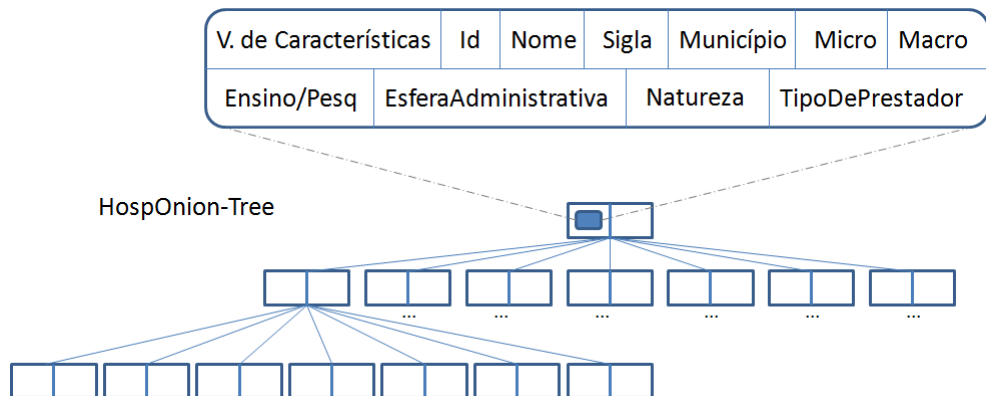 V. de Características Id Nome Sigla Município Micro Macro
Ensino/Pesq EsferaAdministrativa Natureza TipoDePrestador
HospOnion-Tree
... ... ... ... ... ...